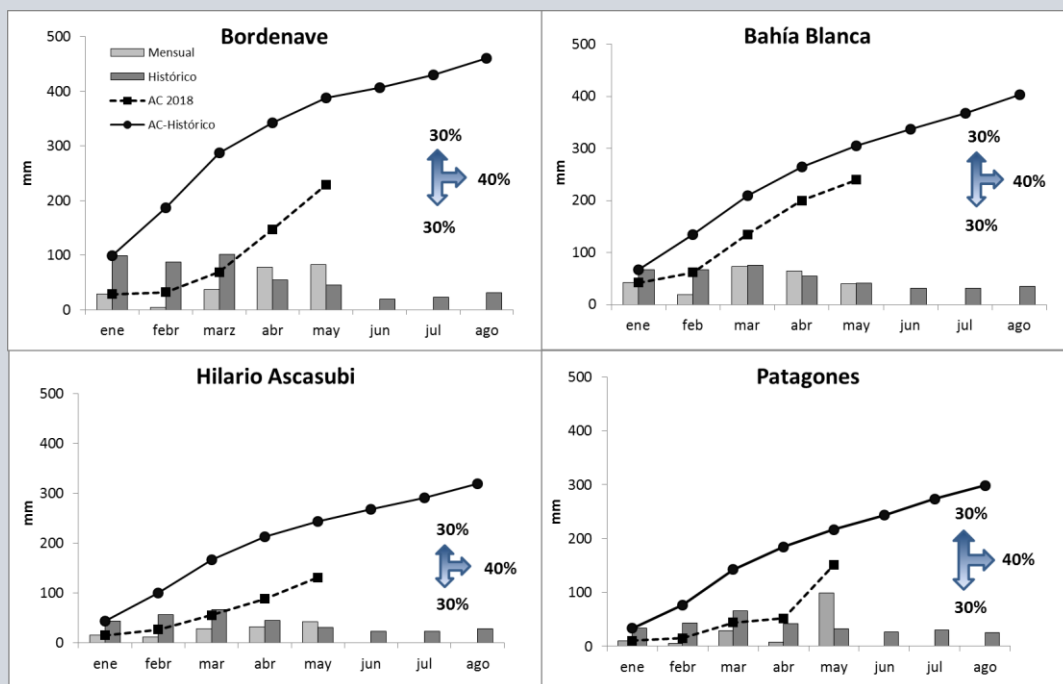 Bordenave
500
400
300
200
100
0
mm
Mensual
Histórico
AC 2018
AC-Histórico
30%
40%
30%
ene febr marz abr may jun jul ago
Bahía Blanca
500
400
300
200
100
0
mm
30%
40%
30%
ene feb mar abr may jun jul ago
Hilario Ascasubi
500
400
300
200
100
0
mm
30%
40%
30%
ene febr mar abr may jun jul ago
Patagones
500
400
300
200
100
0
mm
30%
40%
30%
ene febr mar abr may jun jul ago